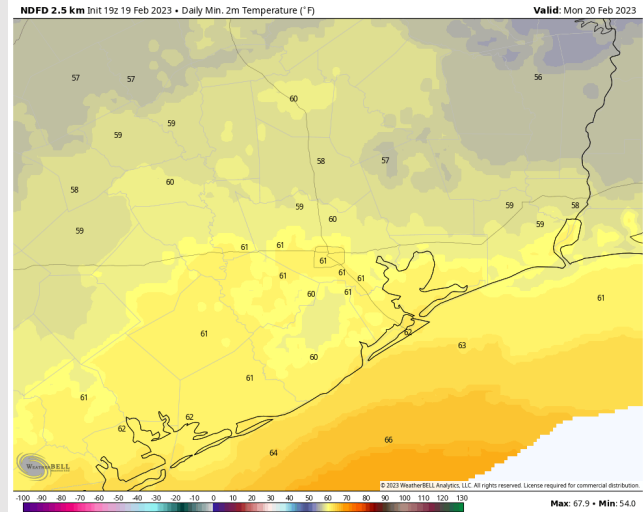 NDFD 2.5 km Init 19z 19 Feb 2023 • Daily Min. 2m Temperature (°F)
Valid: Mon 20 Feb 2023
56
57 57
60
59 59
58 57
60
58
59 59 58
60 59
59
61 61
61
61 61 61
60 61 61
61 62
63
60
61
61
62 62
66
64
WeatherBELL
© 2023 WeatherBELL Analytics, LLC. All rights reserved. License required for commercial distribution.
-100 -90 -80 -70 -60 -50 -40 -30 -20 -10 0 10 20 30 40 50 60 70 80 90 100 110 120 130
Max: 67.9 • Min: 54.0